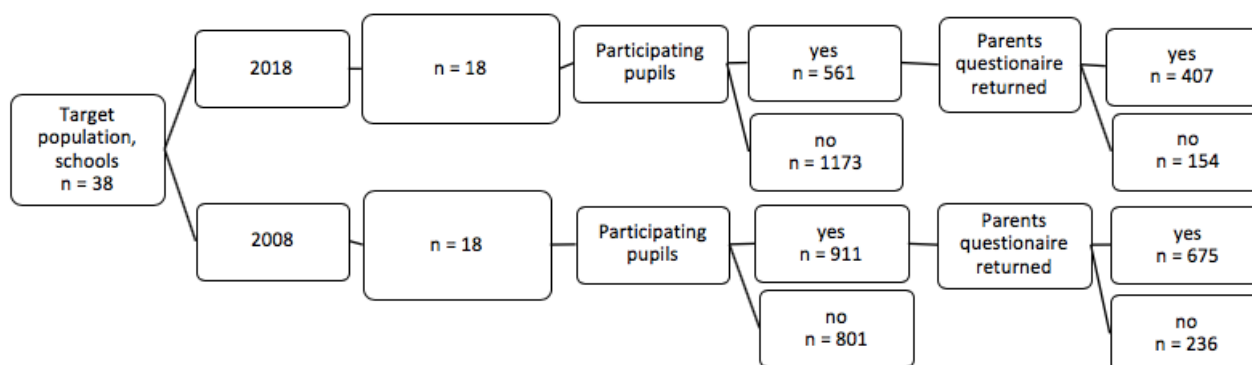 Target
population,
schools
n = 38
2018
n = 18
Participating
pupils
yes
n = 561
no
n = 1173
Parents
questionaire
returned
yes
n = 407
no
n = 154
2008
n = 18
Participating
pupils
yes
n = 911
no
n = 801
Parents
questionaire
returned
yes
n = 675
no
n = 236